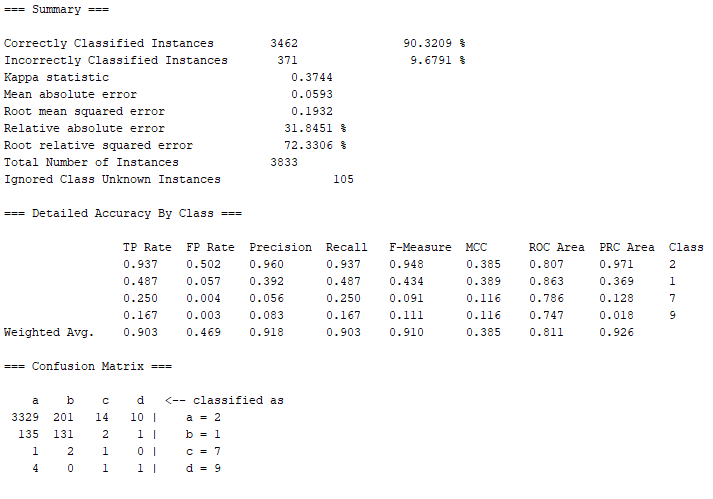 === Summary ===
Correctly Classified Instances 3462 90.3209 %
Incorrectly Classified Instances 371 9.6791 %
Kappa statistic 0.3744
Mean absolute error 0.0593
Root mean squared error 0.1932
Relative absolute error 31.8451 %
Root relative squared error 72.3306 %
Total Number of Instances 3833
Ignored Class Unknown Instances 105
=== Detailed Accuracy By Class ===
TP Rate FP Rate Precision Recall F-Measure MCC ROC Area PRC Area Class
0.937 0.502 0.960 0.937 0.948 0.385 0.807 0.971 2
0.487 0.057 0.392 0.487 0.434 0.389 0.863 0.369 1
0.250 0.004 0.056 0.250 0.091 0.116 0.786 0.128 7
0.167 0.003 0.083 0.167 0.111 0.116 0.747 0.018 9
Weighted Avg. 0.903 0.469 0.918 0.903 0.910 0.385 0.811 0.926
=== Confusion Matrix ===
a b c d <-- classified as
3329 201 14 10 | a = 2
135 131 2 1 | b = 1
1 2 1 0 | c = 7
4 0 1 1 | d = 9